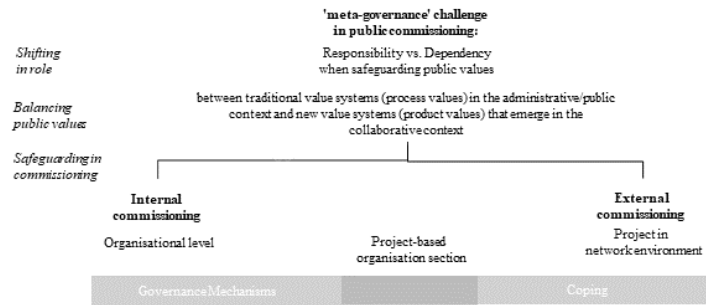 'meta-governance' challenge
in public commissioning:
Shifting
in role
Responsibility vs. Dependency
when safeguarding public values
Balancing
public values
between traditional value systems (process values) in the administrative/public
context and new value systems (product values) that emerge in the
collaborative context
Safeguarding in
commissioning
Internal
commissioning
External
commissioning
Organisational level
Project-based
organisation section
Project in
network environment
Governance Mechanisms
Coping